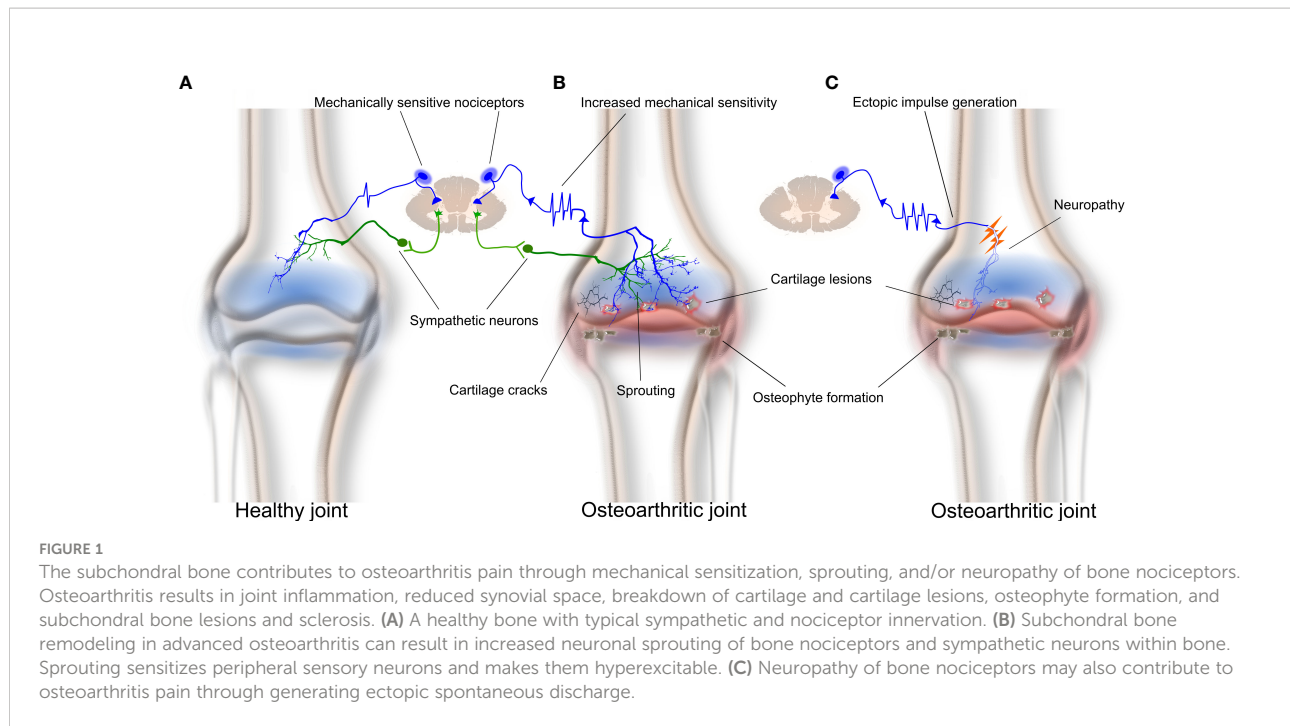 A
B
C
Mechanically sensitive nociceptors
Increased mechanical sensitivity
Ectopic impulse generation
Neuropathy
Cartilage lesions
Sympathetic neurons
Cartilage cracks
Sprouting
Osteophyte formation
Healthy joint
Osteoarthritic joint
Osteoarthritic joint
FIGURE 1
The subchondral bone contributes to osteoarthritis pain through mechanical sensitization, sprouting, and/or neuropathy of bone nociceptors.
Osteoarthritis results in joint inflammation, reduced synovial space, breakdown of cartilage and cartilage lesions, osteophyte formation, and
subchondral bone lesions and sclerosis. (A) A healthy bone with typical sympathetic and nociceptor innervation. (B) Subchondral bone
remodeling in advanced osteoarthritis can result in increased neuronal sprouting of bone nociceptors and sympathetic neurons within bone.
Sprouting sensitizes peripheral sensory neurons and makes them hyperexcitable. (C) Neuropathy of bone nociceptors may also contribute to
osteoarthritis pain through generating ectopic spontaneous discharge.